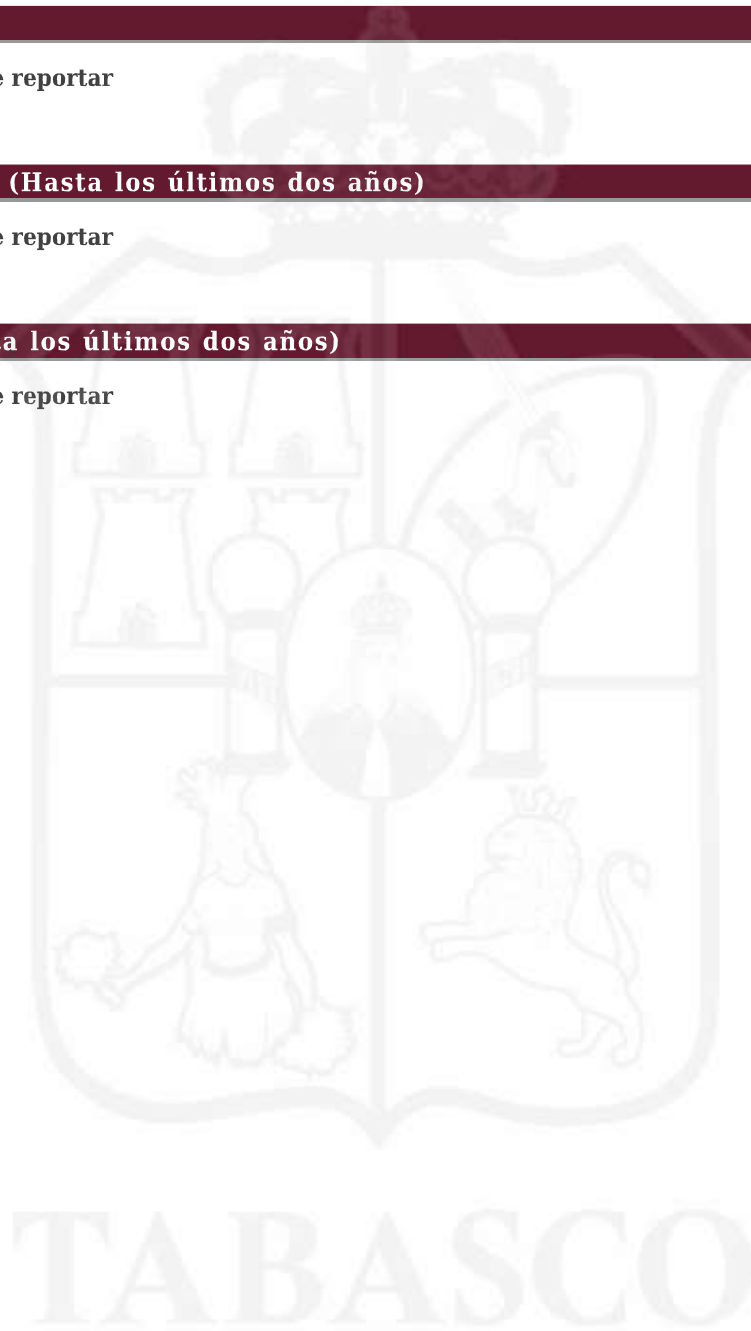 e reportar
(Hasta los últimos dos años)
e reportar
a los últimos dos años)
e reportar
TABASCO